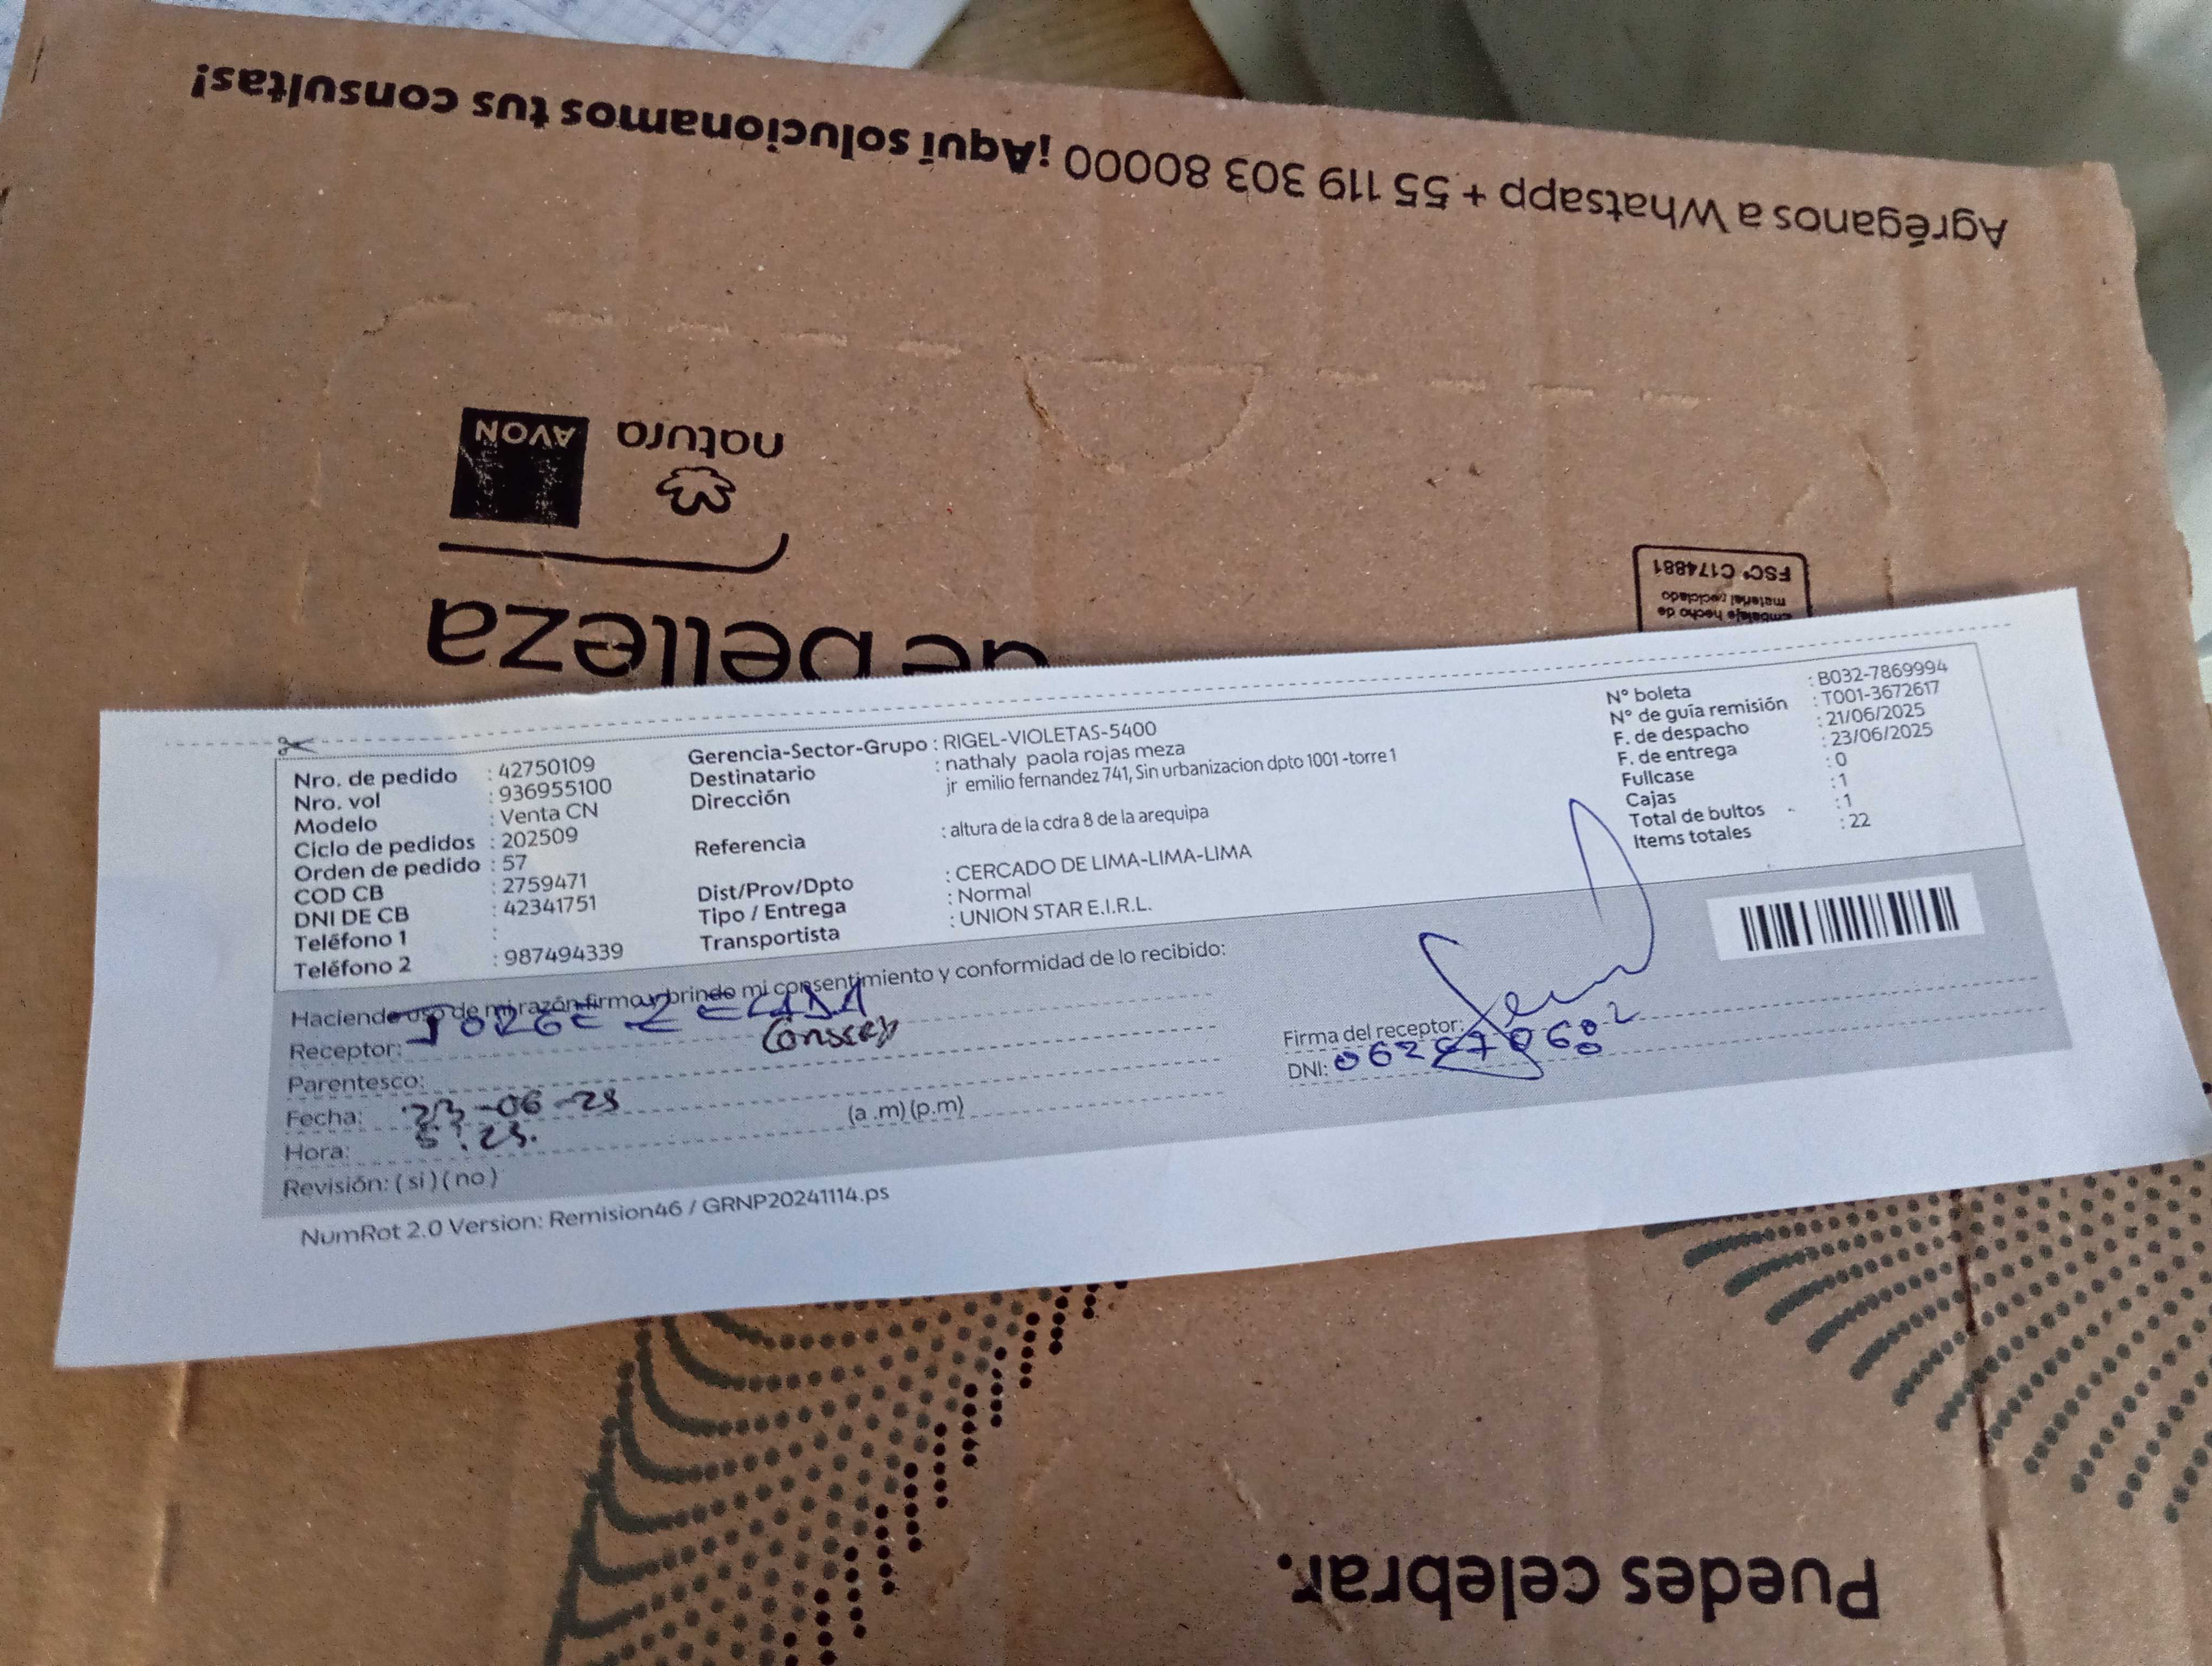 Agréganos a Whatsapp + 55 119 303 80000 ¡Aquí solucionamos tus consultas!
natura
AVON
de belleza
FSC® C174881
Embalaje hecho de
material reciclado
Nro. de pedido : 42750109
Nro. vol : 936955100
Modelo : Venta CN
Ciclo de pedidos : 202509
Orden de pedido : 57
COD CB : 2759471
DNI DE CB : 42341751
Teléfono 1 :
Teléfono 2 : 987494339
Gerencia-Sector-Grupo : RIGEL-VIOLETAS-5400
Destinatario : nathaly paola rojas meza
Dirección jr emilio fernandez 741, Sin urbanizacion dpto 1001 -torre 1
Referencia : altura de la cdra 8 de la arequipa
Dist/Prov/Dpto : CERCADO DE LIMA-LIMA-LIMA
Tipo / Entrega : Normal
Transportista : UNION STAR E.I.R.L.
N° boleta : B032-7869994
N° de guía remisión : T001-3672617
F. de despacho : 21/06/2025
F. de entrega : 23/06/2025
Fullcase : 0
Cajas : 1
Total de bultos : 1
Items totales : 22
Haciendo uso de mi razón firmo y brindo mi consentimiento y conformidad de lo recibido:
Receptor: JORGE
Parentesco:
Fecha: 23-06-25
Hora: (a .m) (p.m)
Revisión: ( si ) ( no )
Firma del receptor:
DNI:
NumRot 2.0 Version: Remision46 / GRNP20241114.ps
Puedes celebrar.